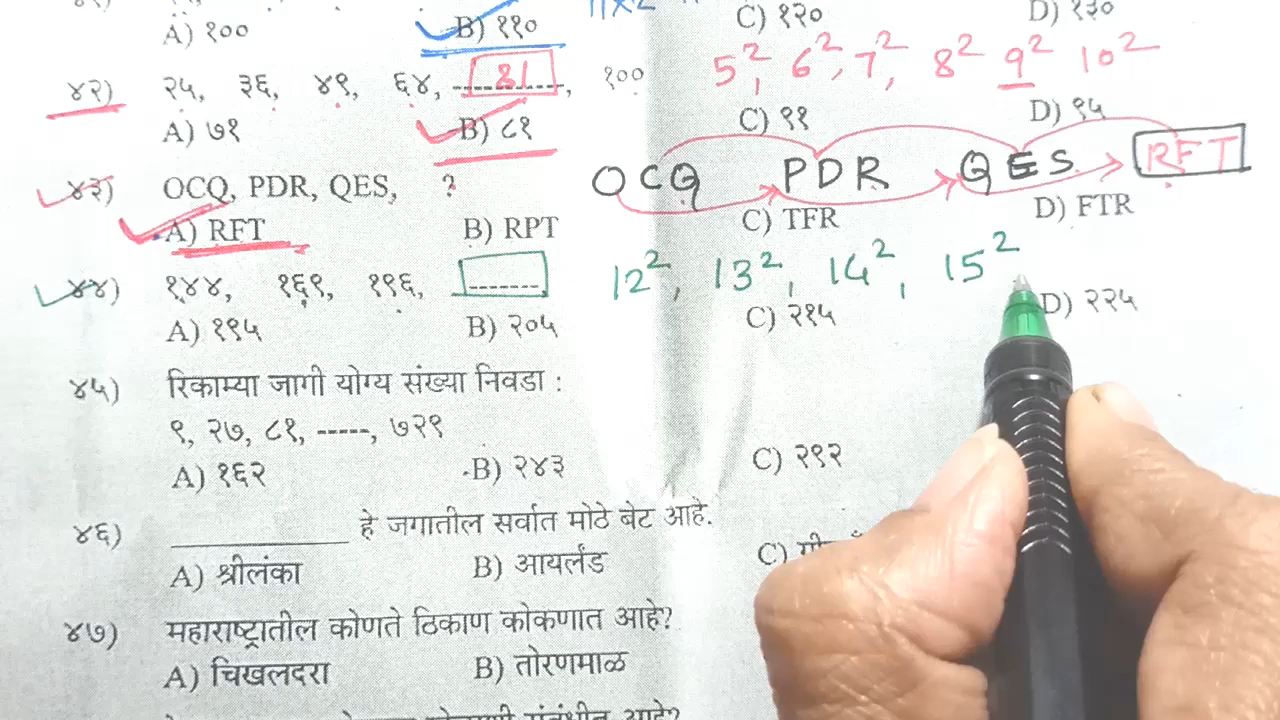 A) १०० B) ११० C) १२० D) १३०
४२) २५, ३६, ४९, ६४, 81, १०० 5², 6², 7², 8² 9² 10²
A) ७१ B) ८१ C) ९१ D) ९५
४३) OCQ, PDR, QES, ? OCQ PDR QES RFT
A) RFT B) RPT C) TFR D) FTR
४४) १४४, १६९, १९६, ------- 12², 13², 14², 15²
A) १९५ B) २०५ C) २१५ D) २२५
४५) रिकाम्या जागी योग्य संख्या निवडा :
९, २७, ८१, -----, ७२९
A) १६२ B) २४३ C) २९२
४६) ____________ हे जगातील सर्वात मोठे बेट आहे.
A) श्रीलंका B) आयर्लंड C)
४७) महाराष्ट्रातील कोणते ठिकाण कोकणात आहे?
A) चिखलदरा B) तोरणमाळ